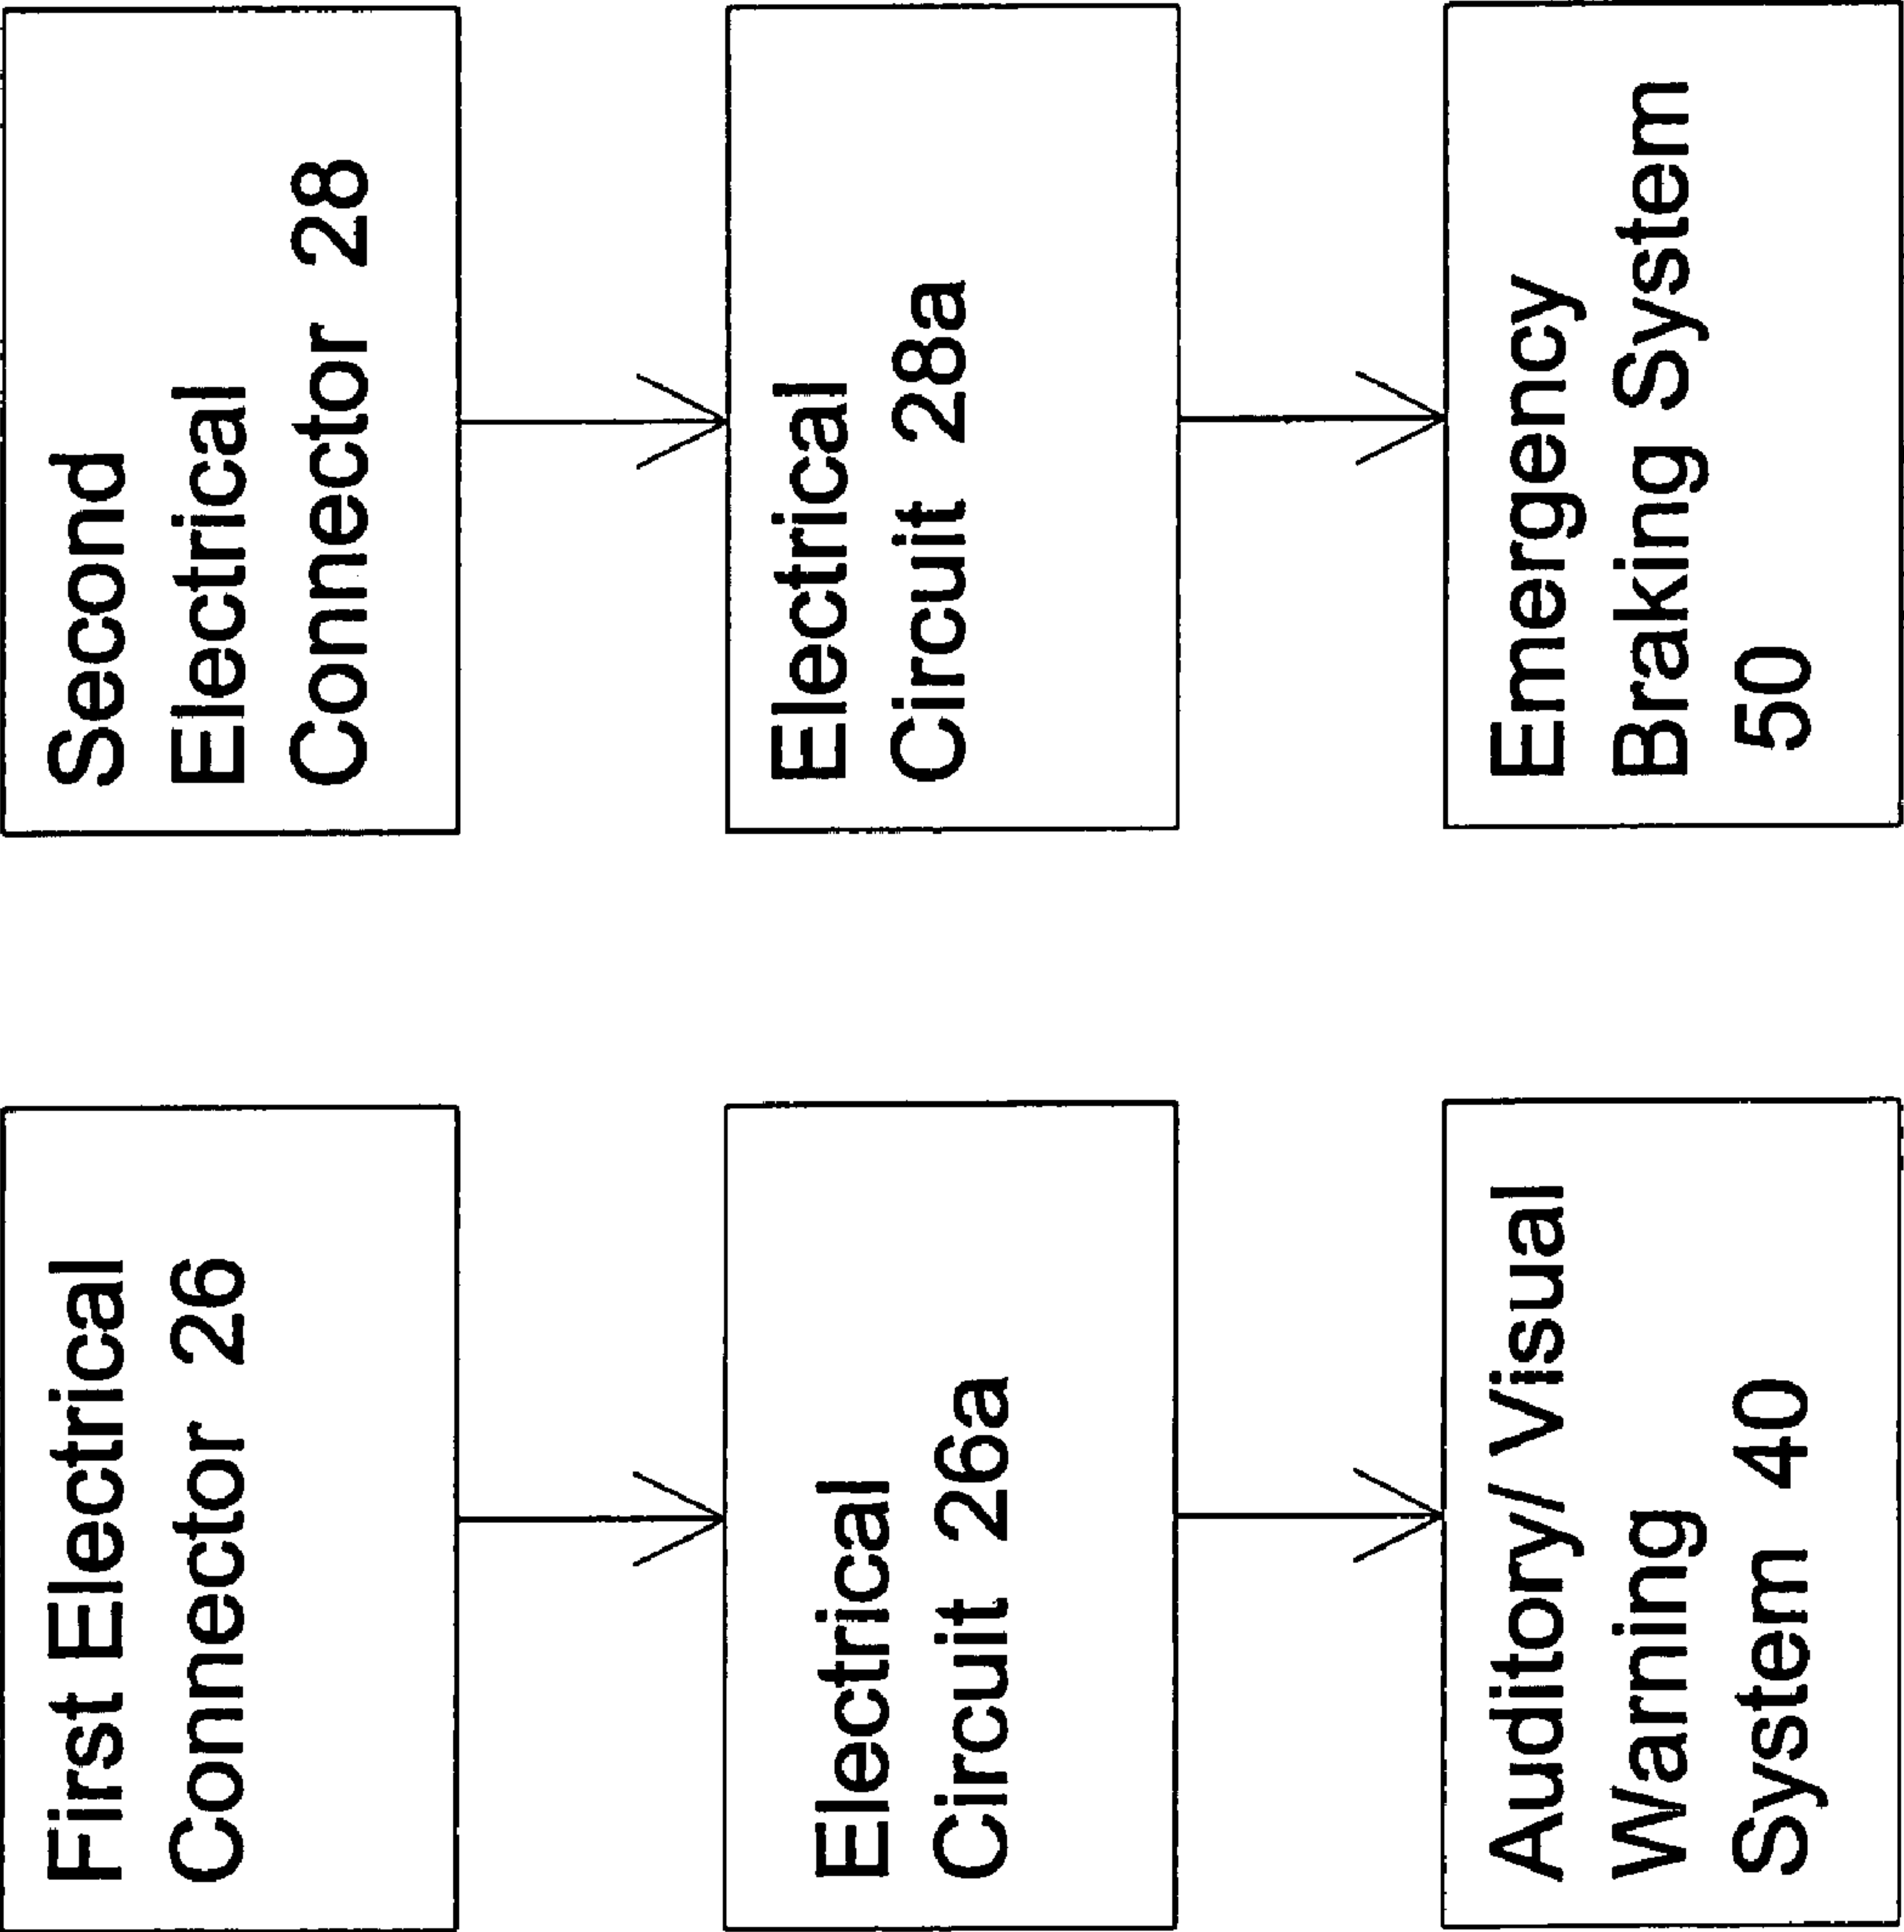 First Electrical
Connector 26
Electrical
Circuit 26a
Auditory/ Visual
Warning
System 40
Second
Electrical
Connector 28
Electrical
Circuit 28a
Emergency
Braking System
50